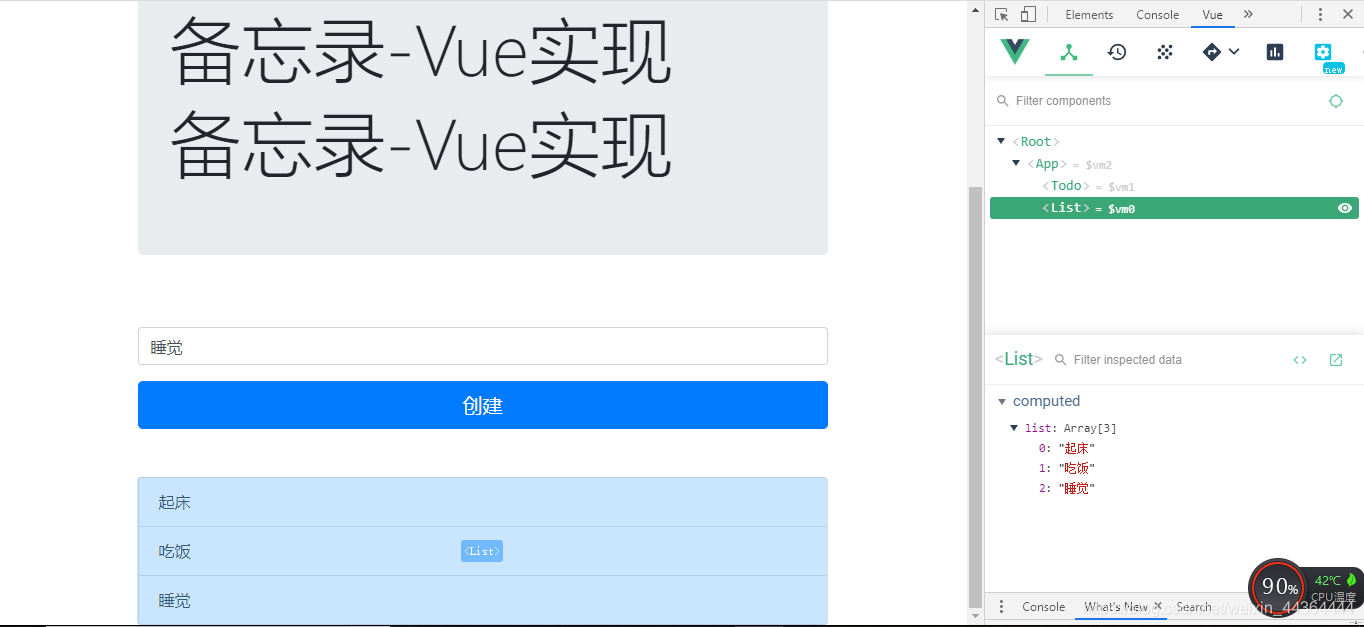 备忘录-Vue实现
备忘录-Vue实现
睡觉
创建
起床
吃饭
<List>
睡觉
Elements Console Vue »
new
Filter components
<Root>
<App> = $vm2
<Todo> = $vm1
<List> = $vm0
<List> Filter inspected data
computed
list: Array[3]
0: "起床"
1: "吃饭"
2: "睡觉"
90% 42℃
CPU温度
Console What's New × Search